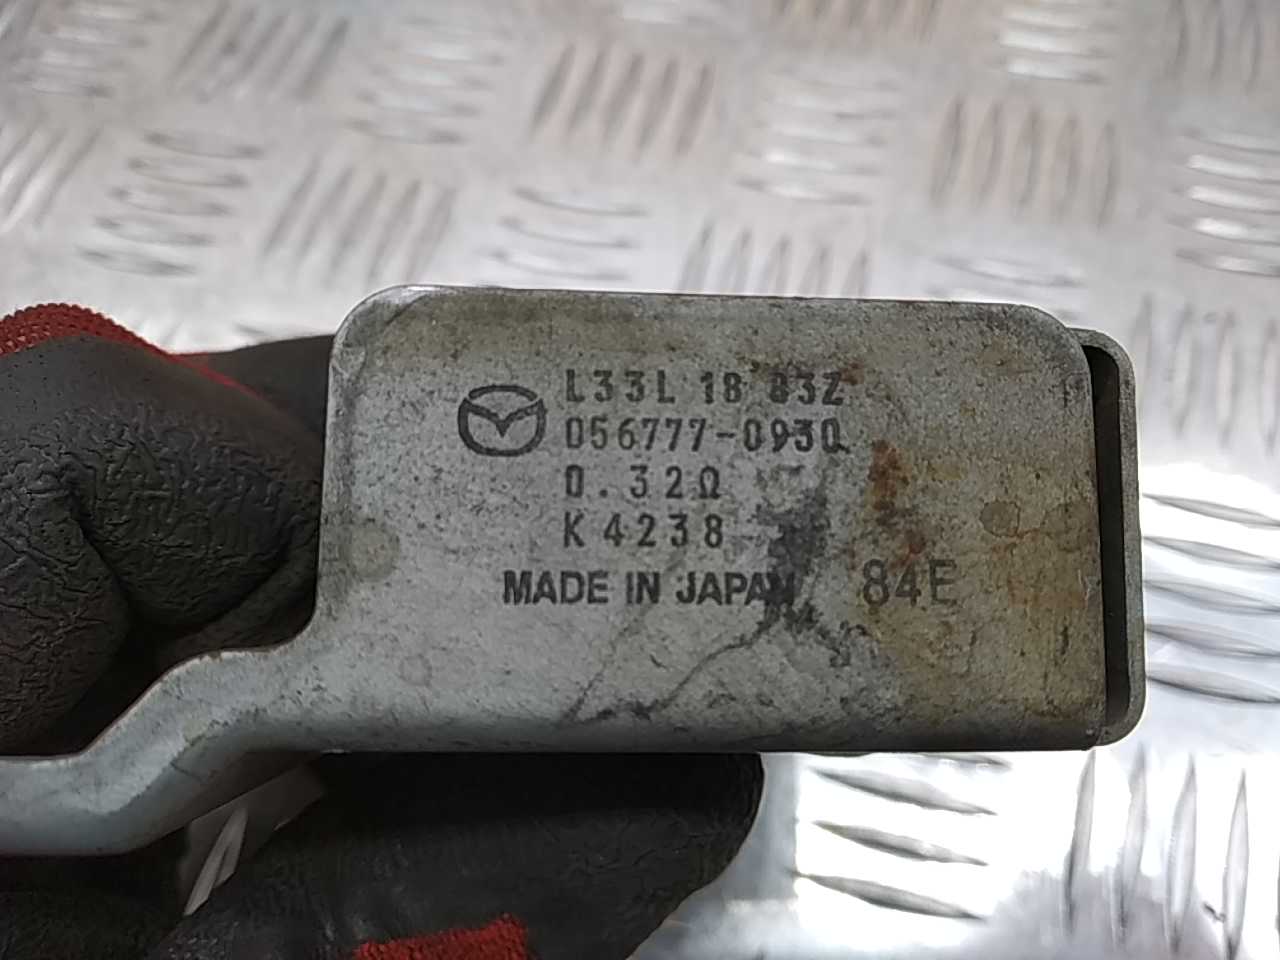 L33L 18 83Z
056777-0930
0.32Ω
K4238
MADE IN JAPAN 84E